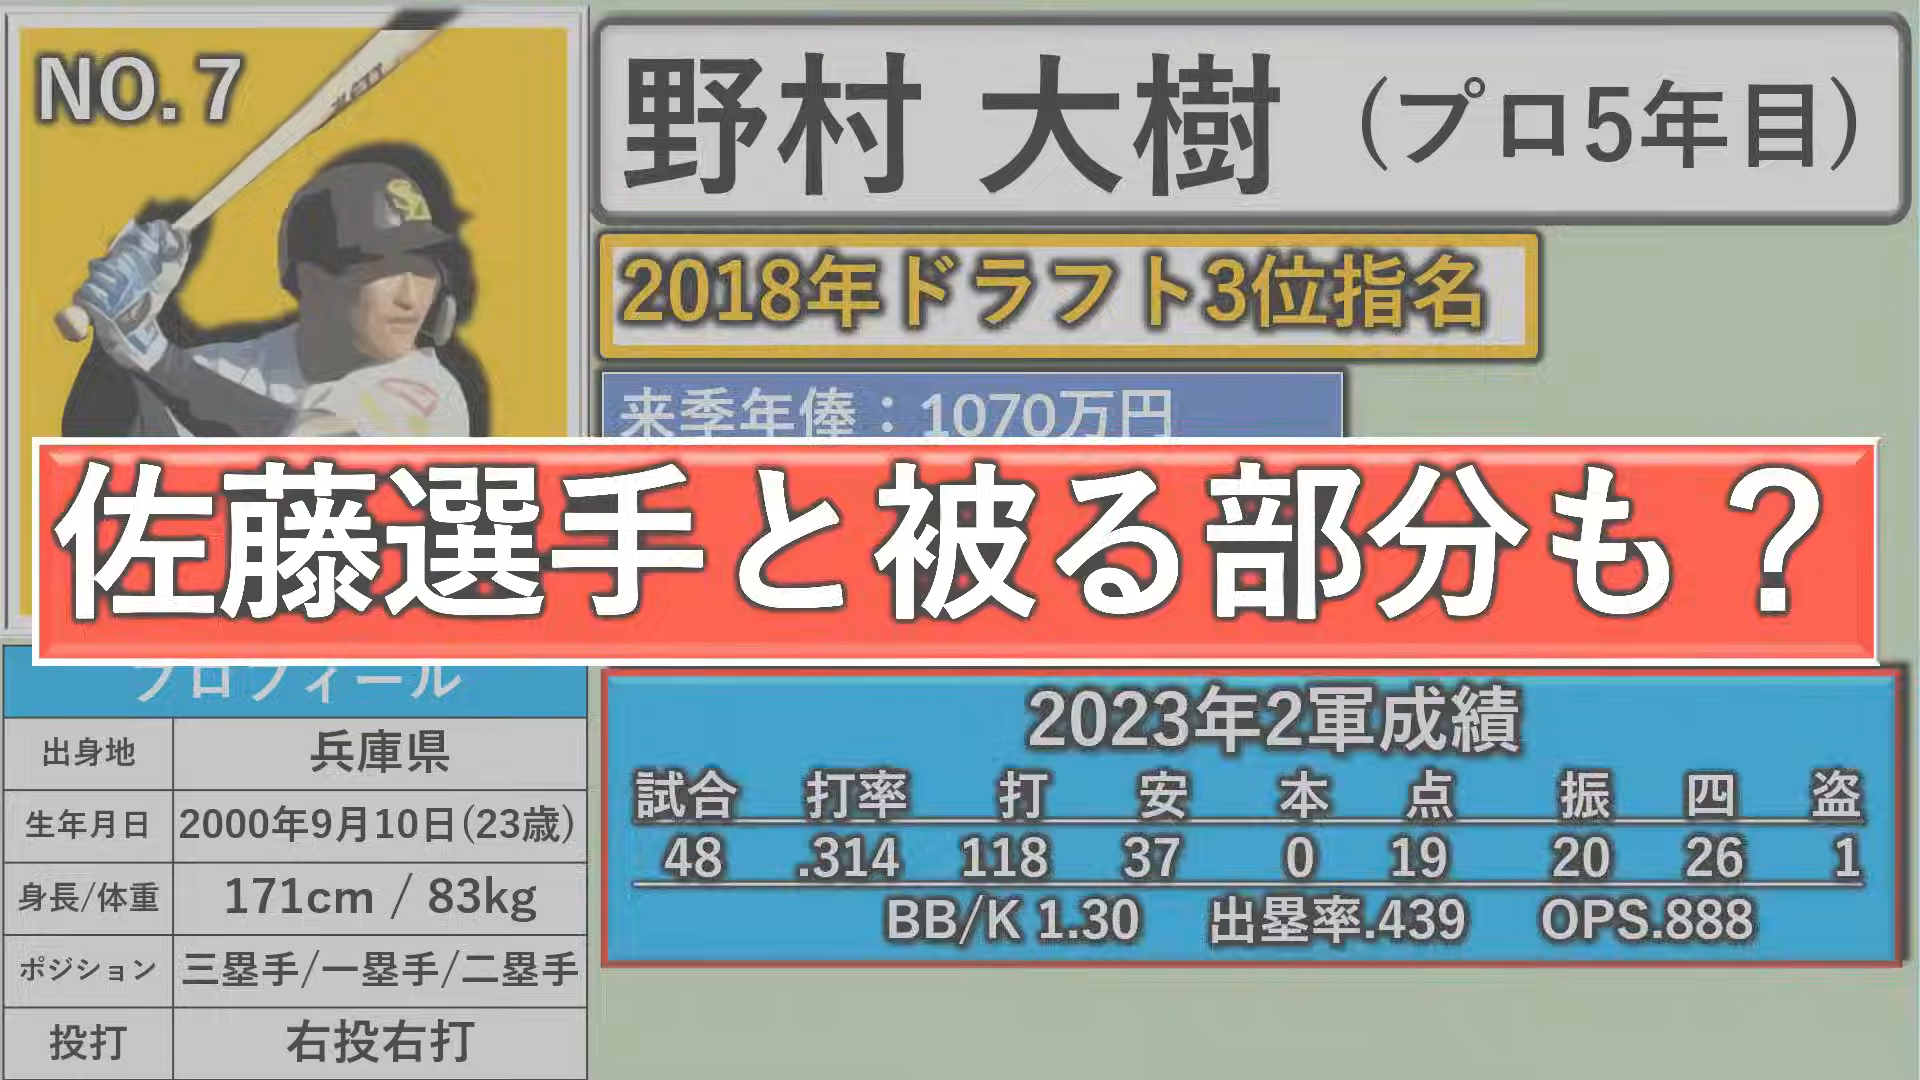 NO. 7
野村 大樹 (プロ5年目)
2018年ドラフト3位指名
来季年俸：1070万円
佐藤選手と被る部分も？
プロフィール
出身地 兵庫県
生年月日 2000年9月10日(23歳)
身長/体重 171cm / 83kg
ポジション 三塁手/一塁手/二塁手
投打 右投右打
2023年2軍成績
試合 打率 打 安 本 点 振 四 盗
48 .314 118 37 0 19 20 26 1
BB/K 1.30 出塁率.439 OPS.888